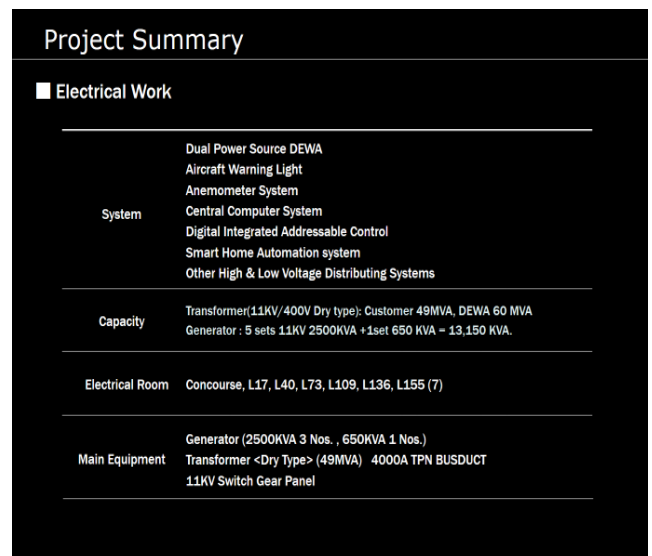 Project Summary
Electrical Work
Dual Power Source DEWA
Aircraft Warning Light
Anemometer System
System
Central Computer System
Digital Integrated Addressable Control
Smart Home Automation system
Other High & Low Voltage Distributing Systems
Capacity
Transformer(11KV/400V Dry type): Customer 49MVA, DEWA 60 MVA
Generator : 5 sets 11KV 2500KVA +1set 650 KVA = 13,150 KVA.
Electrical Room Concourse, L17, L40, L73, L109, L136, L155 (7)
Generator (2500KVA 3 Nos. , 650KVA 1 Nos.)
Main Equipment Transformer <Dry Type> (49MVA) 4000A TPN BUSDUCT
11KV Switch Gear Panel